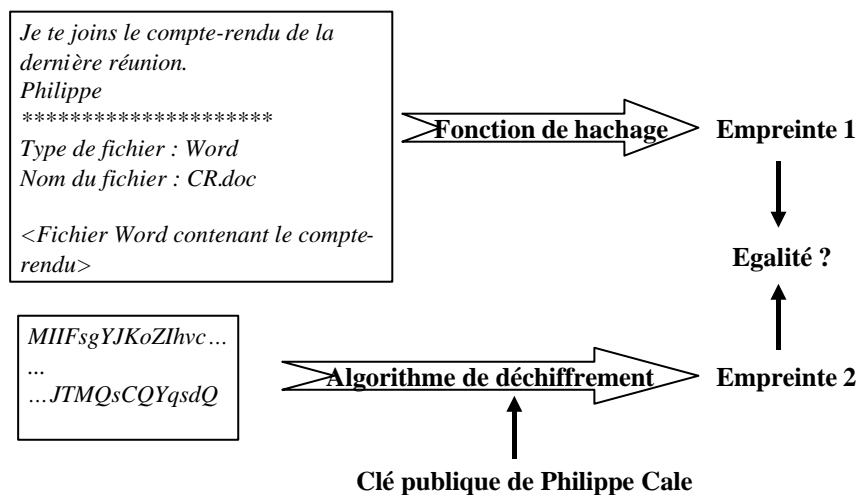 Je te joins le compte-rendu de la
dernière réunion.
Philippe
*********************
Type de fichier : Word
Nom du fichier : CR.doc
<Fichier Word contenant le compte-
rendu>
Fonction de hachage
Empreinte 1
Egalité ?
MIIFsgYJKoZIhvc...
...
...JTMQsCQYqsdQ
Algorithme de déchiffrement
Empreinte 2
Clé publique de Philippe Cale